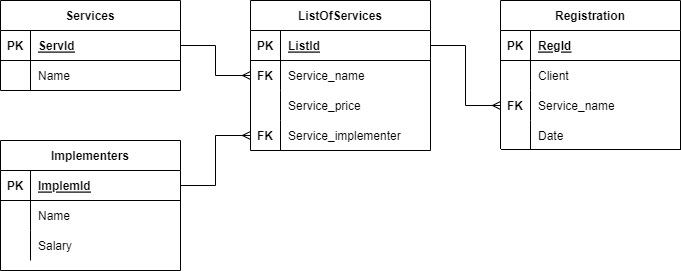 Services
PK ServId
Name
ListOfServices
PK ListId
FK Service_name
Service_price
FK Service_implementer
Registration
PK RegId
Client
FK Service_name
Date
Implementers
PK ImplemId
Name
Salary